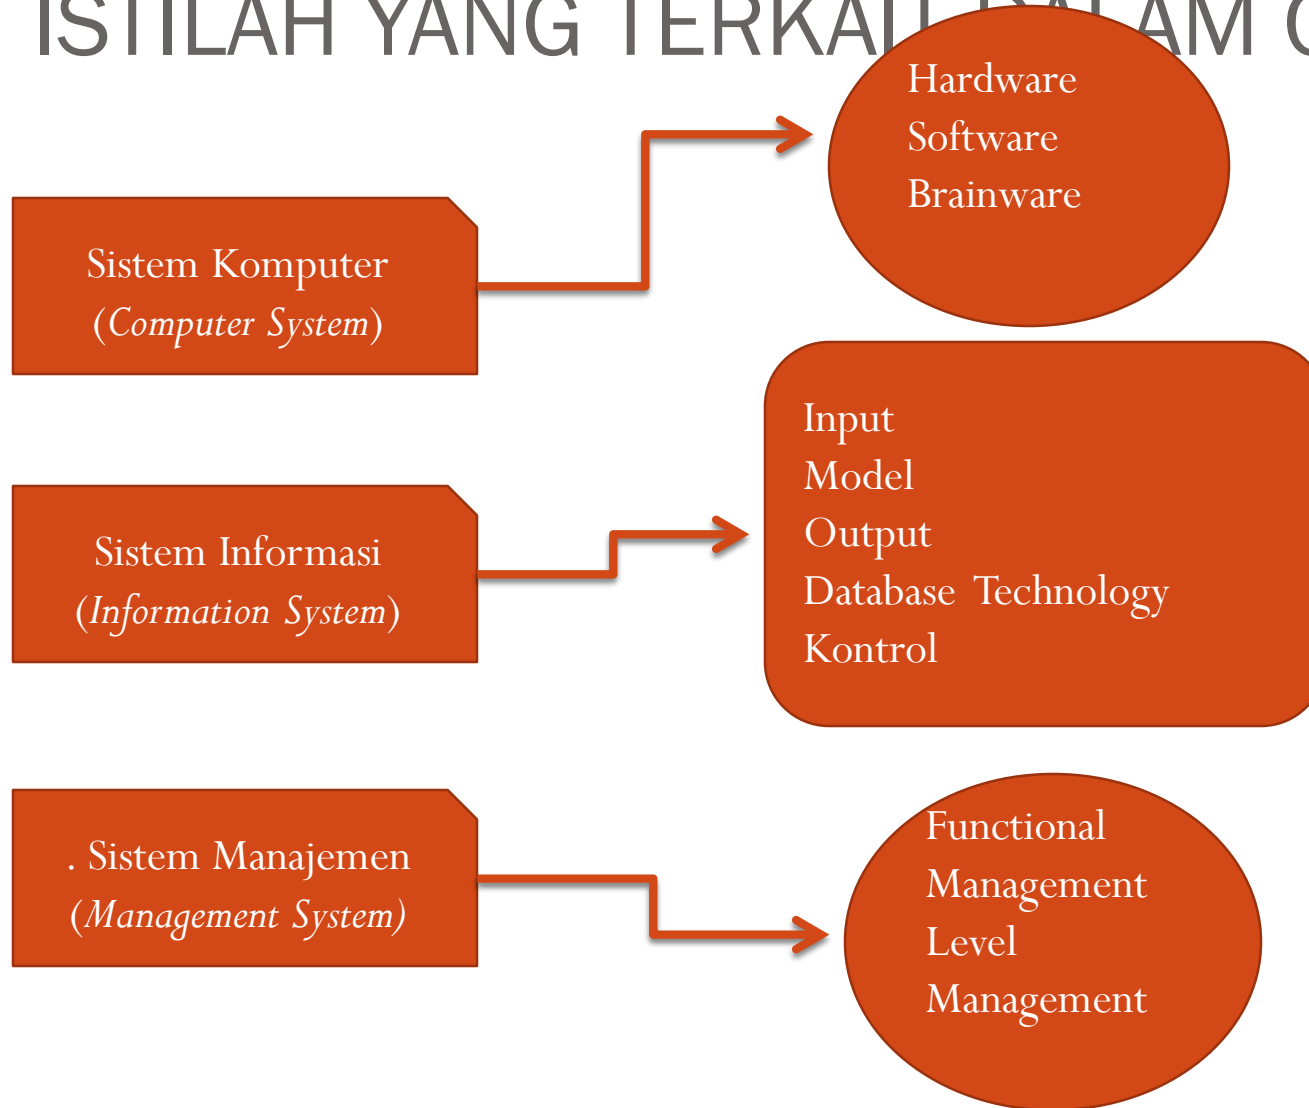 ISTILAH YANG TERKAIT DALAM
Hardware
Software
Brainware
Sistem Komputer
(Computer System)
Input
Model
Output
Database Technology
Kontrol
Sistem Informasi
(Information System)
Functional
Management
Level
Management
. Sistem Manajemen
(Management System)